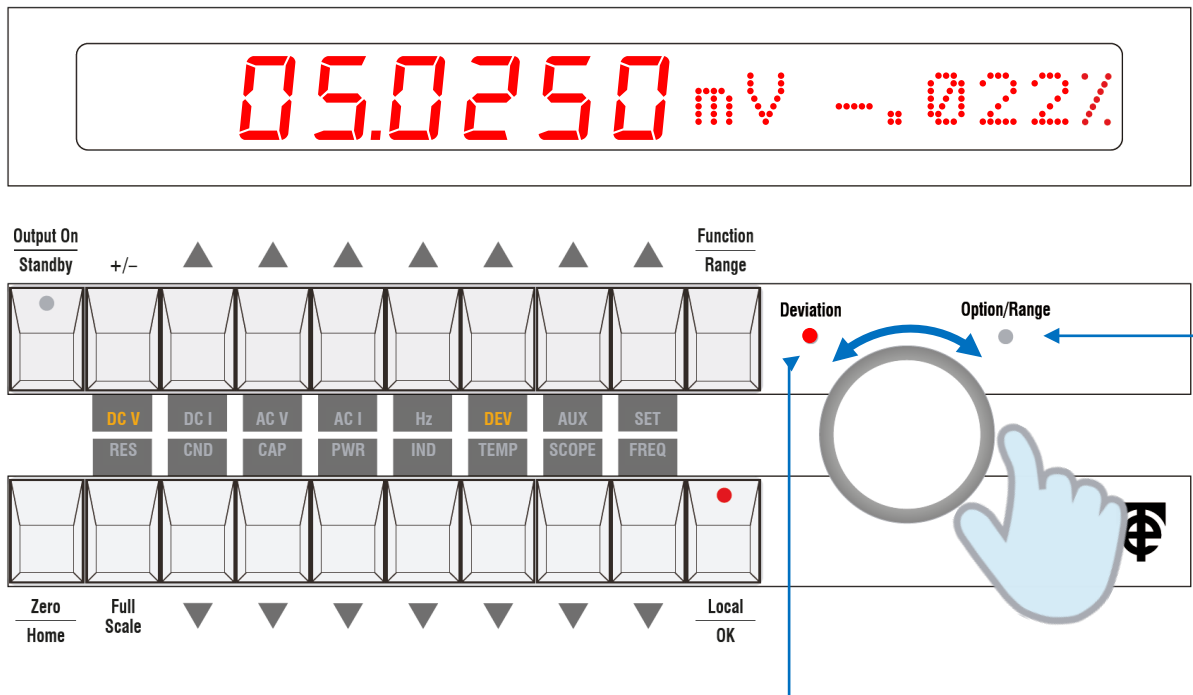 05.0250 mV -.022%
Output On
Standby
+/–
Function
Range
Deviation
Option/Range
DC V DC I AC V AC I Hz DEV AUX SET
RES CND CAP PWR IND TEMP SCOPE FREQ
Zero
Home
Full
Scale
Local
OK